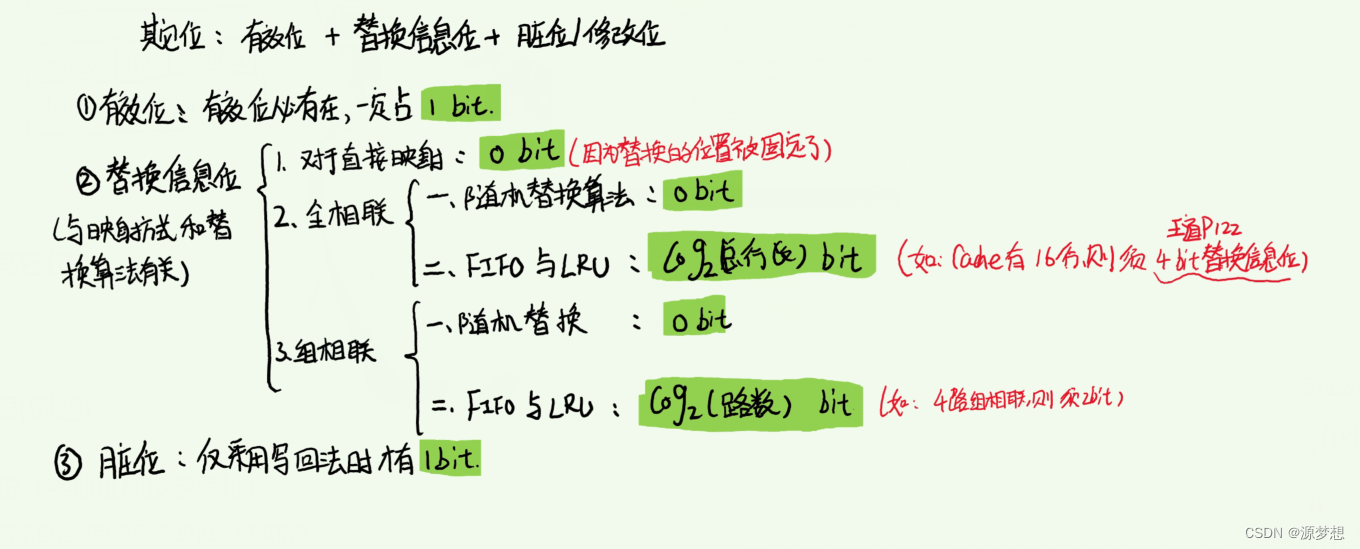 其它位：有效位 + 替换信息位 + 脏位/修改位
①有效位：有效位必有在，一定占 1 bit.
②替换信息位
(与映射方式和替
换算法有关)
1. 对于直接映射：0 bit (因为替换的位置被固定了)
2. 全相联
一、随机替换算法：0 bit
二、FIFO 与 LRU：log2(总行数) bit
王道P122
(如：Cache有16行，则须4bit替换信息位)
3.组相联
一、随机替换：0 bit
二. FIFO 与 LRU：log2(路数) bit (如：4路组相联，则须2bit)
③ 脏位：仅采用写回法时才有 1bit.
CSDN @源梦想